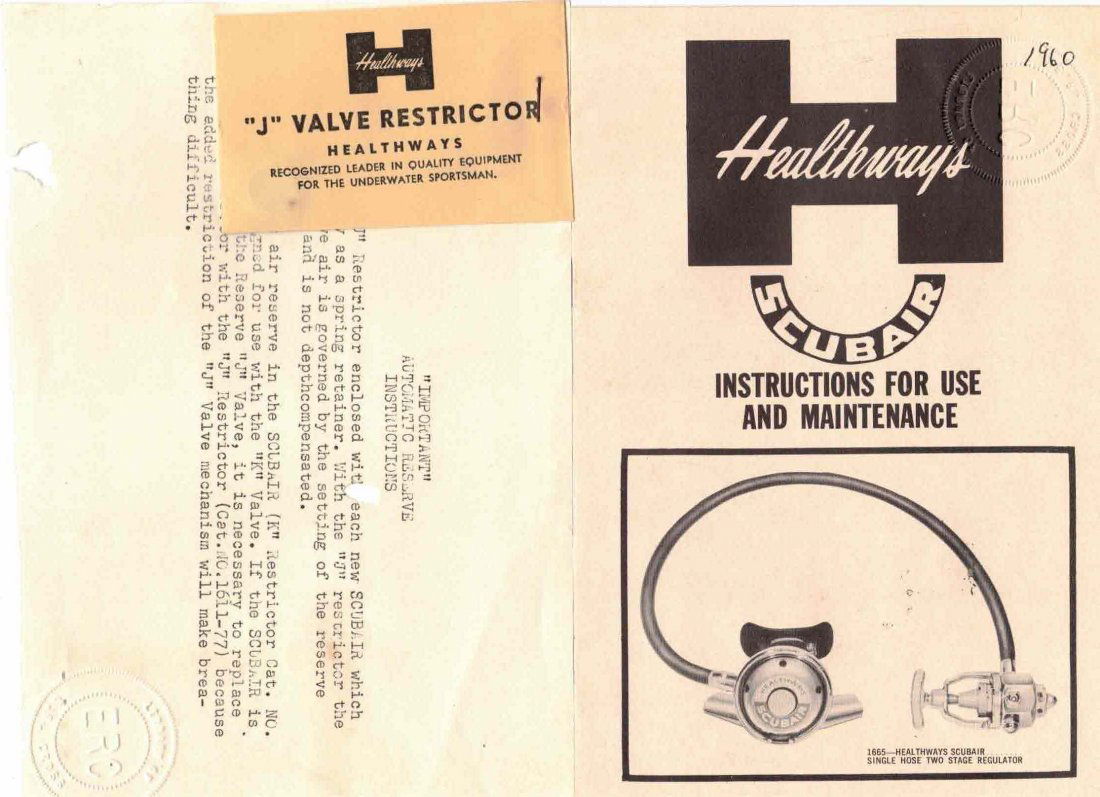 Healthways
"J" VALVE RESTRICTOR
HEALTHWAYS
RECOGNIZED LEADER IN QUALITY EQUIPMENT
FOR THE UNDERWATER SPORTSMAN.
"IMPORTANT"
AUTOMATIC RESERVE
INSTRUCTIONS
J" Restrictor enclosed with each new SCUBAIR which
as a spring retainer. With the "J" restrictor the
ve air is governed by the setting of the reserve
and is not depthcompensated.
air reserve in the SCUBAIR (K" Restrictor Cat. NO.
gned for use with the "K" Valve. If the SCUBAIR is.
the Reserve "J" Valve, it is necessary to replace
or with the "J" Restrictor (Cat.NO.1611-77) because
the added restriction of the "J" Valve mechanism will make brea-
thing difficult.
ERC
1960
Healthways
SCUBAIR
INSTRUCTIONS FOR USE
AND MAINTENANCE
HEALTHWAYS
SCUBAIR
1665—HEALTHWAYS SCUBAIR
SINGLE HOSE TWO STAGE REGULATOR